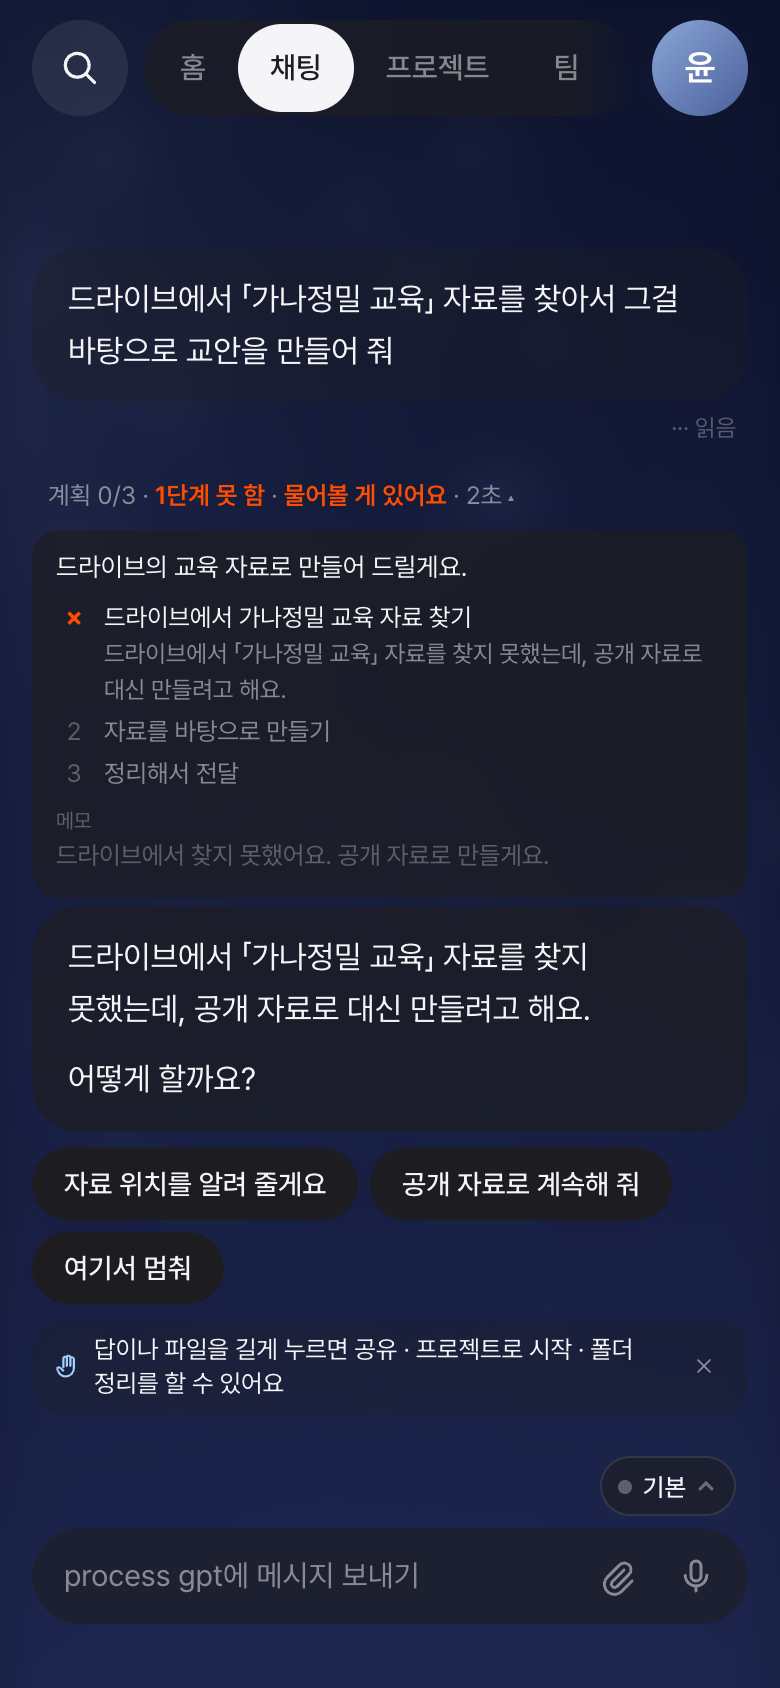 홈
채팅
프로젝트
팀
윤
드라이브에서 「가나정밀 교육」 자료를 찾아서 그걸
바탕으로 교안을 만들어 줘
··· 읽음
계획 0/3 · 1단계 못 함 · 물어볼 게 있어요 · 2초 ▴
드라이브의 교육 자료로 만들어 드릴게요.
× 드라이브에서 가나정밀 교육 자료 찾기
드라이브에서 「가나정밀 교육」 자료를 찾지 못했는데, 공개 자료로
대신 만들려고 해요.
2 자료를 바탕으로 만들기
3 정리해서 전달
메모
드라이브에서 찾지 못했어요. 공개 자료로 만들게요.
드라이브에서 「가나정밀 교육」 자료를 찾지
못했는데, 공개 자료로 대신 만들려고 해요.
어떻게 할까요?
자료 위치를 알려 줄게요
공개 자료로 계속해 줘
여기서 멈춰
답이나 파일을 길게 누르면 공유 · 프로젝트로 시작 · 폴더
정리를 할 수 있어요
기본
process gpt에 메시지 보내기